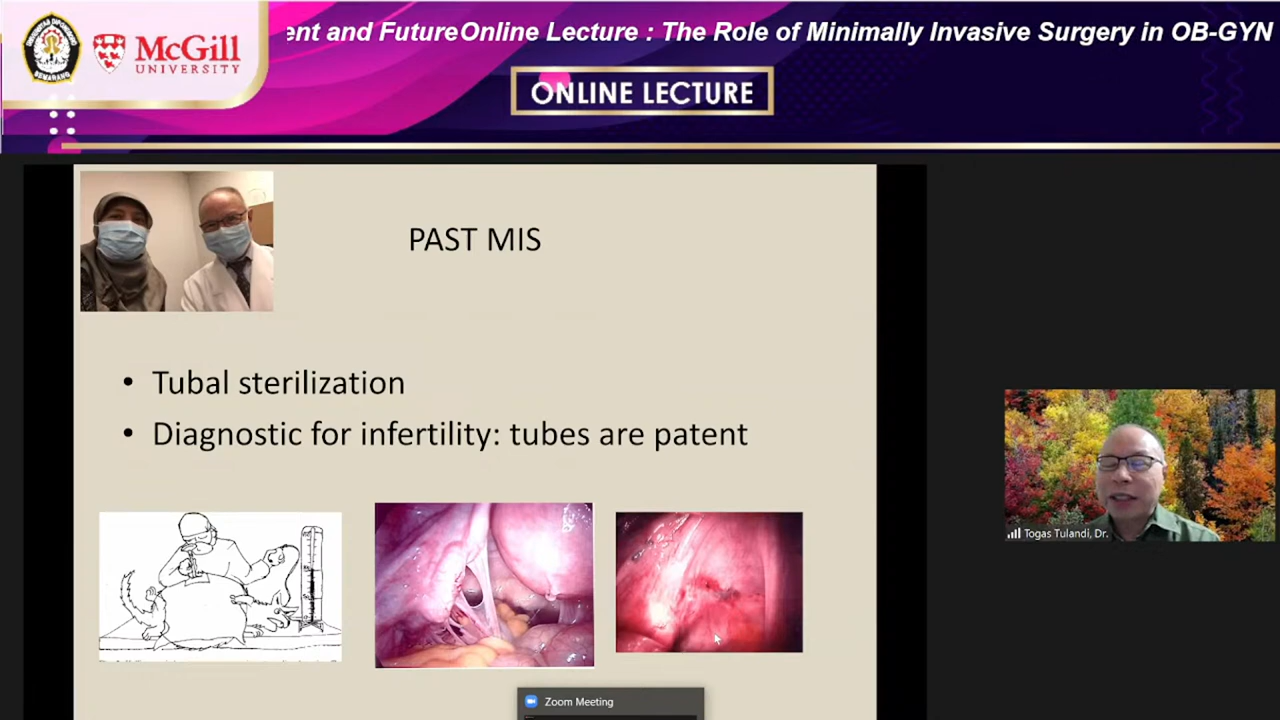 ent and FutureOnline Lecture : The Role of Minimally Invasive Surgery in OB-GYN
McGill
UNIVERSITY
ONLINE LECTURE
PAST MIS
• Tubal sterilization
• Diagnostic for infertility: tubes are patent
Togas Tulandi, Dr.
Zoom Meeting